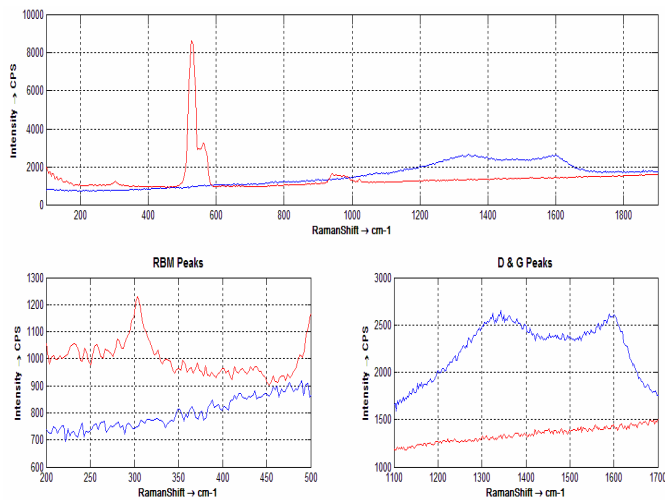 10000
8000
6000
4000
2000
0
Intensity → CPS
200 400 600 800 1000 1200 1400 1600 1800
RamanShift → cm-1
RBM Peaks
1300
1200
1100
1000
900
800
700
600
Intensity → CPS
200 250 300 350 400 450 500
RamanShift → cm-1
D & G Peaks
3000
2500
2000
1500
1000
Intensity → CPS
1100 1200 1300 1400 1500 1600 1700
RamanShift → cm-1